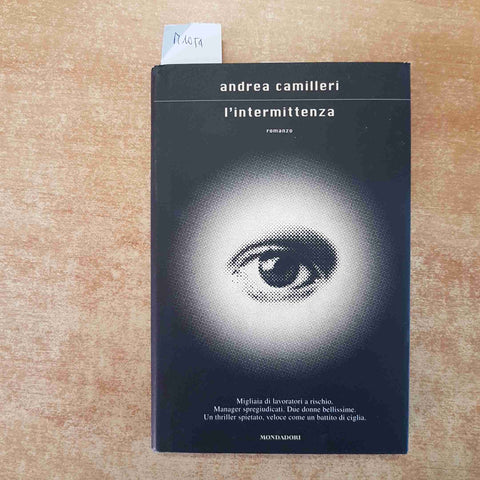 andrea camilleri
l'intermittenza
romanzo
Migliaia di lavoratori a rischio.
Manager spregiudicati. Due donne bellissime.
Un thriller spietato, veloce come un battito di ciglia.
MONDADORI